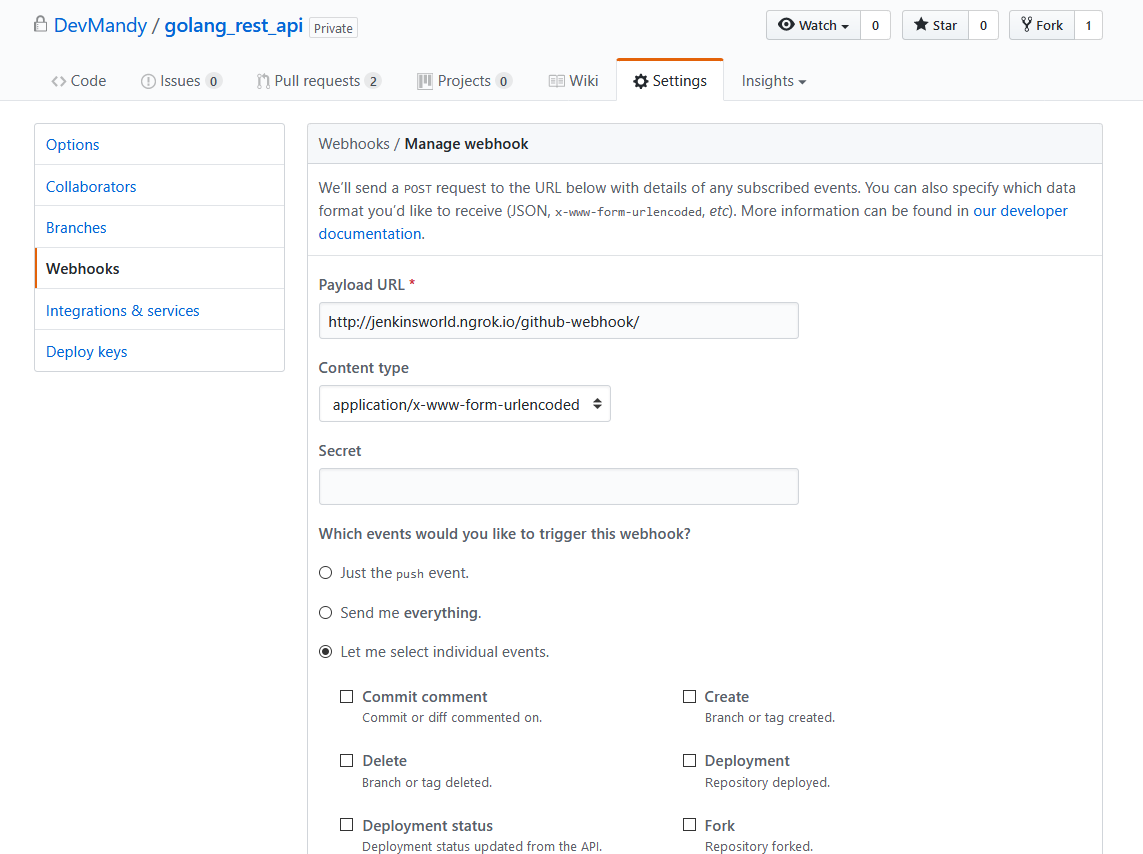 DevMandy / golang_rest_api Private
Watch 0 Star 0 Fork 1
Code Issues 0 Pull requests 2 Projects 0 Wiki Settings Insights
Options
Collaborators
Branches
Webhooks
Integrations & services
Deploy keys
Webhooks / Manage webhook
We’ll send a POST request to the URL below with details of any subscribed events. You can also specify which data
format you’d like to receive (JSON, x-www-form-urlencoded, etc). More information can be found in our developer
documentation.
Payload URL *
http://jenkinsworld.ngrok.io/github-webhook/
Content type
application/x-www-form-urlencoded
Secret
Which events would you like to trigger this webhook?
Just the push event.
Send me everything.
Let me select individual events.
Commit comment
Commit or diff commented on.
Create
Branch or tag created.
Delete
Branch or tag deleted.
Deployment
Repository deployed.
Deployment status
Deployment status updated from the API.
Fork
Repository forked.